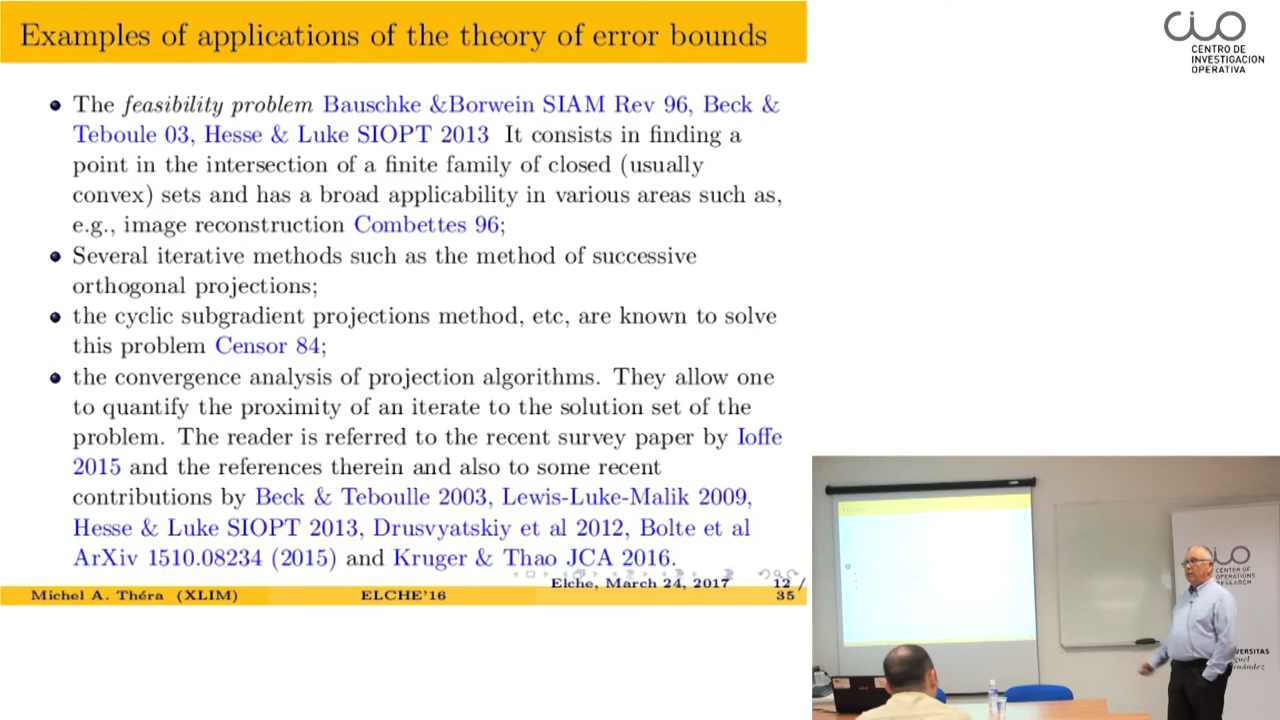 Examples of applications of the theory of error bounds
CIO
CENTRO DE
INVESTIGACION
OPERATIVA
The feasibility problem Bauschke &Borwein SIAM Rev 96, Beck &
Teboule 03, Hesse & Luke SIOPT 2013 It consists in finding a
point in the intersection of a finite family of closed (usually
convex) sets and has a broad applicability in various areas such as,
e.g., image reconstruction Combettes 96;
Several iterative methods such as the method of successive
orthogonal projections;
the cyclic subgradient projections method, etc, are known to solve
this problem Censor 84;
the convergence analysis of projection algorithms. They allow one
to quantify the proximity of an iterate to the solution set of the
problem. The reader is referred to the recent survey paper by Ioffe
2015 and the references therein and also to some recent
contributions by Beck & Teboulle 2003, Lewis-Luke-Malik 2009,
Hesse & Luke SIOPT 2013, Drusvyatskiy et al 2012, Bolte et al
ArXiv 1510.08234 (2015) and Kruger & Thao JCA 2016.
Michel A. Théra (XLIM)
ELCHE'16
Elche, March 24, 2017
12 /
35
CENTER OF
OPERATIONS
RESEARCH